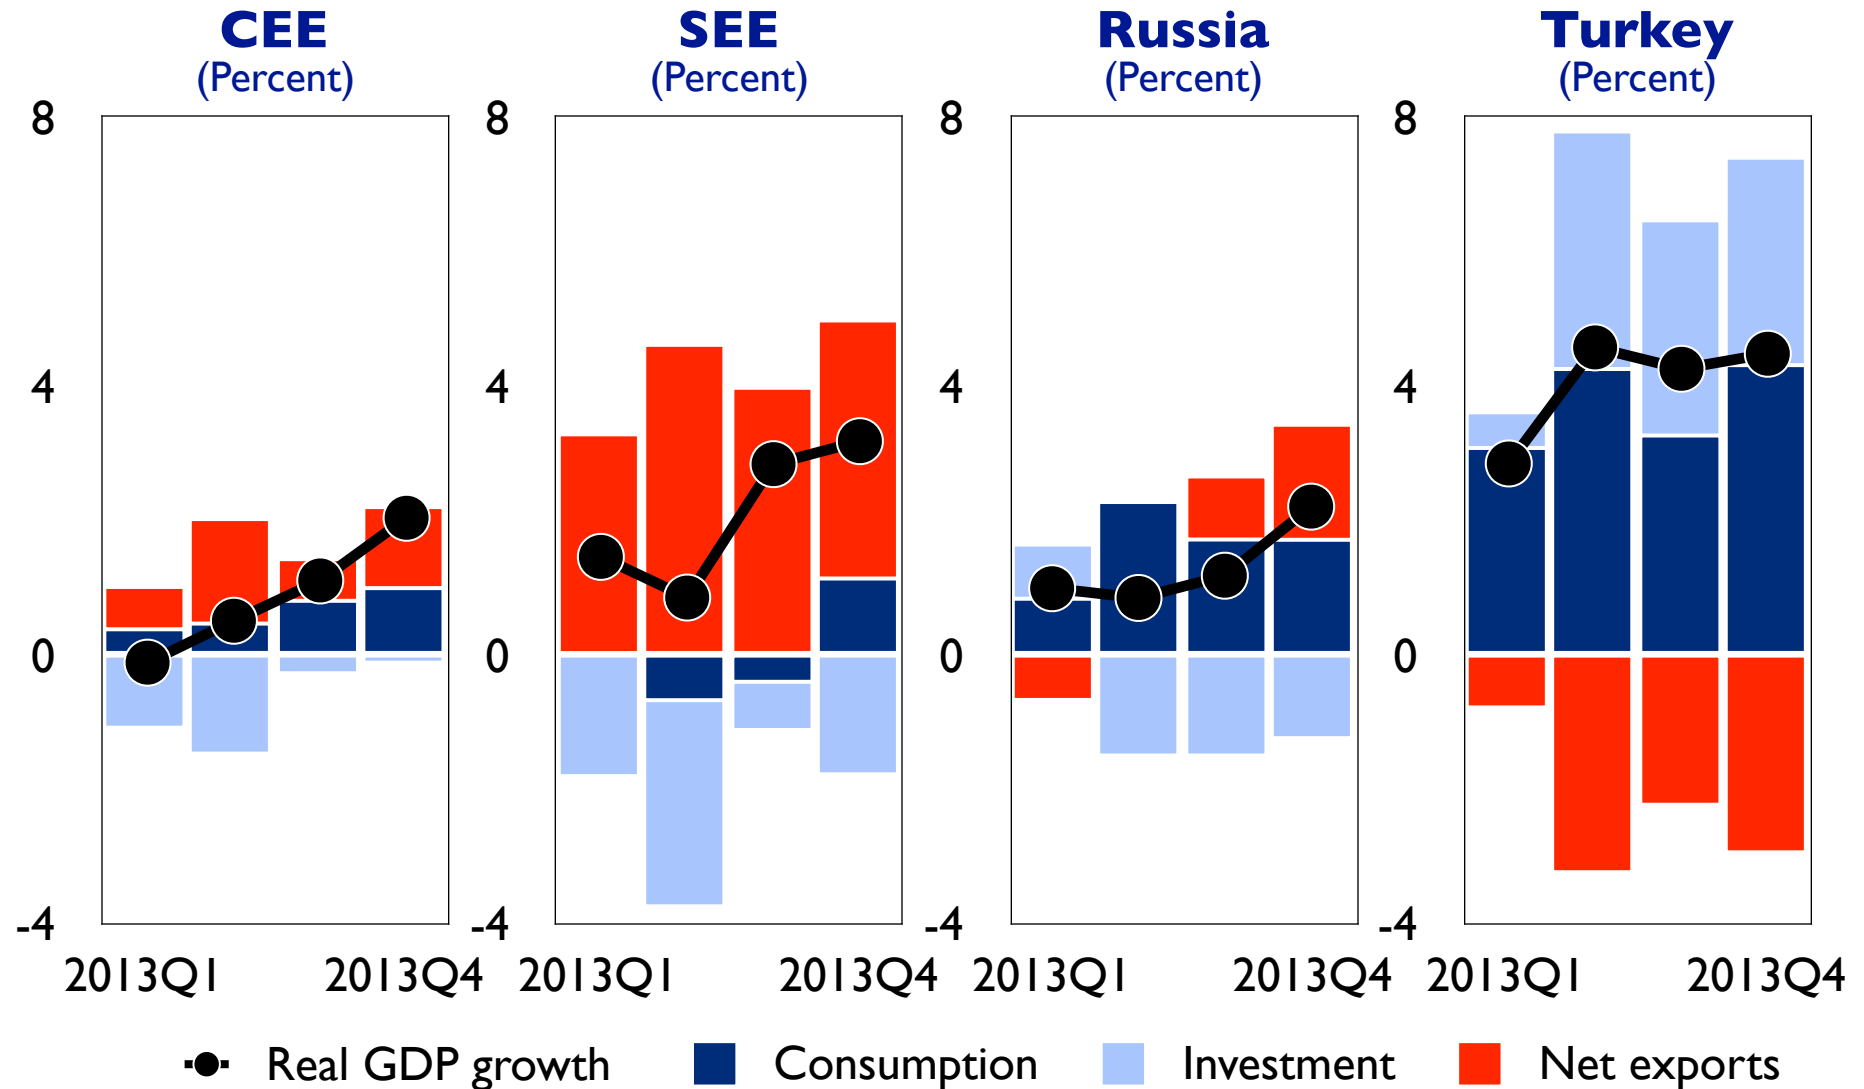 CEE
(Percent)
8
4
0
-4
2013Q1 2013Q4
SEE
(Percent)
8
4
0
-4
2013Q1 2013Q4
Russia
(Percent)
8
4
0
-4
2013Q1 2013Q4
Turkey
(Percent)
8
4
0
-4
2013Q1 2013Q4
Real GDP growth Consumption Investment Net exports